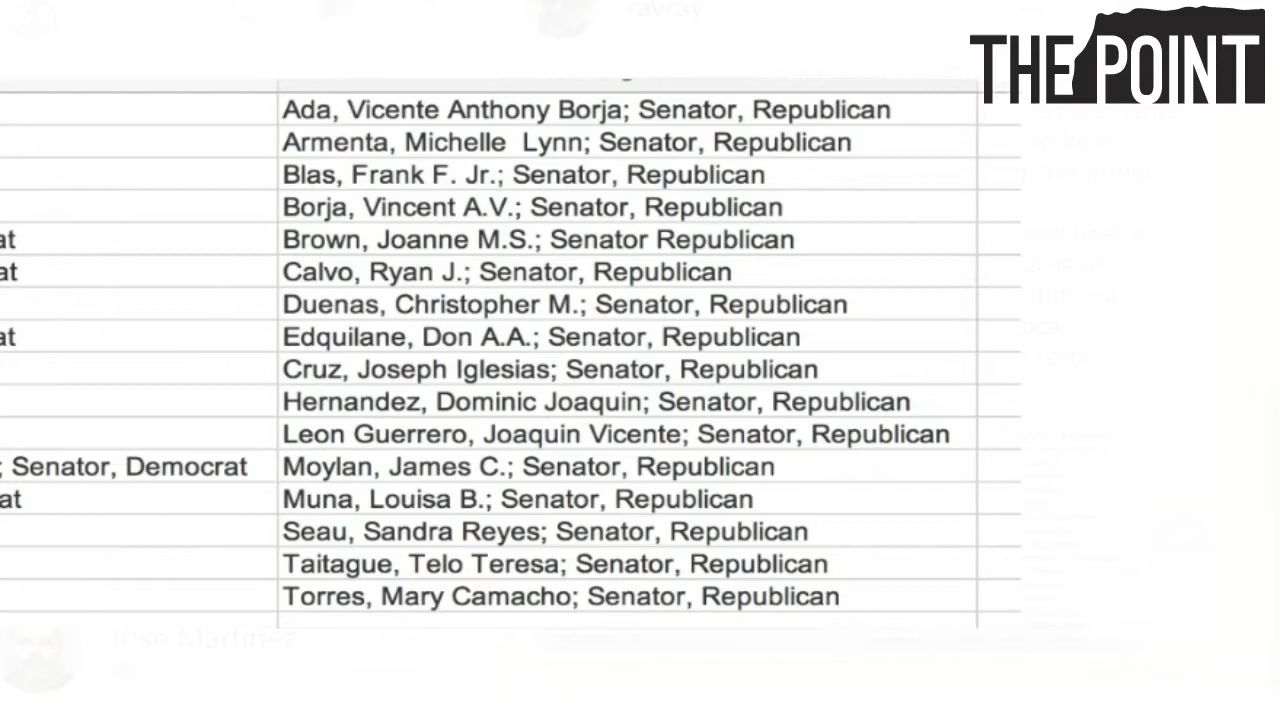 THE POINT
Ada, Vicente Anthony Borja; Senator, Republican
Armenta, Michelle Lynn; Senator, Republican
Blas, Frank F. Jr.; Senator, Republican
Borja, Vincent A.V.; Senator, Republican
at Brown, Joanne M.S.; Senator Republican
at Calvo, Ryan J.; Senator, Republican
Duenas, Christopher M.; Senator, Republican
at Edquilane, Don A.A.; Senator, Republican
Cruz, Joseph Iglesias; Senator, Republican
Hernandez, Dominic Joaquin; Senator, Republican
Leon Guerrero, Joaquin Vicente; Senator, Republican
; Senator, Democrat Moylan, James C.; Senator, Republican
at Muna, Louisa B.; Senator, Republican
Seau, Sandra Reyes; Senator, Republican
Taitague, Telo Teresa; Senator, Republican
Torres, Mary Camacho; Senator, Republican
Jose Martinez